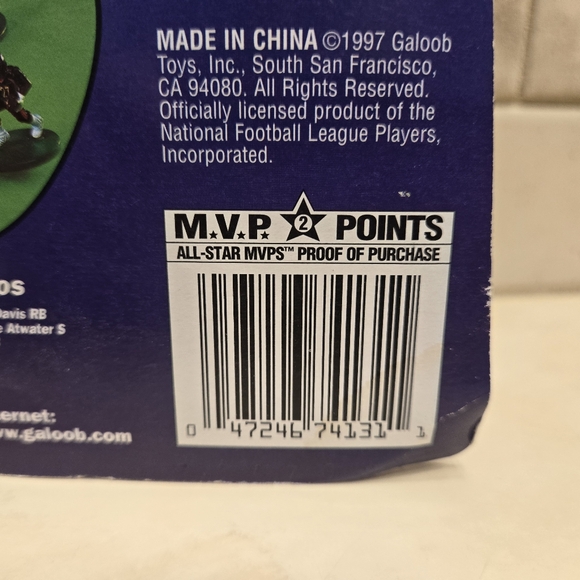 MADE IN CHINA ©1997 Galoob
Toys, Inc., South San Francisco,
CA 94080. All Rights Reserved.
Officially licensed product of the
National Football League Players,
Incorporated.
M.V.P. 2 POINTS
ALL-STAR MVPS™ PROOF OF PURCHASE
os
Davis RB
e Atwater S
ernet:
www.galoob.com
0 47246 74131 1